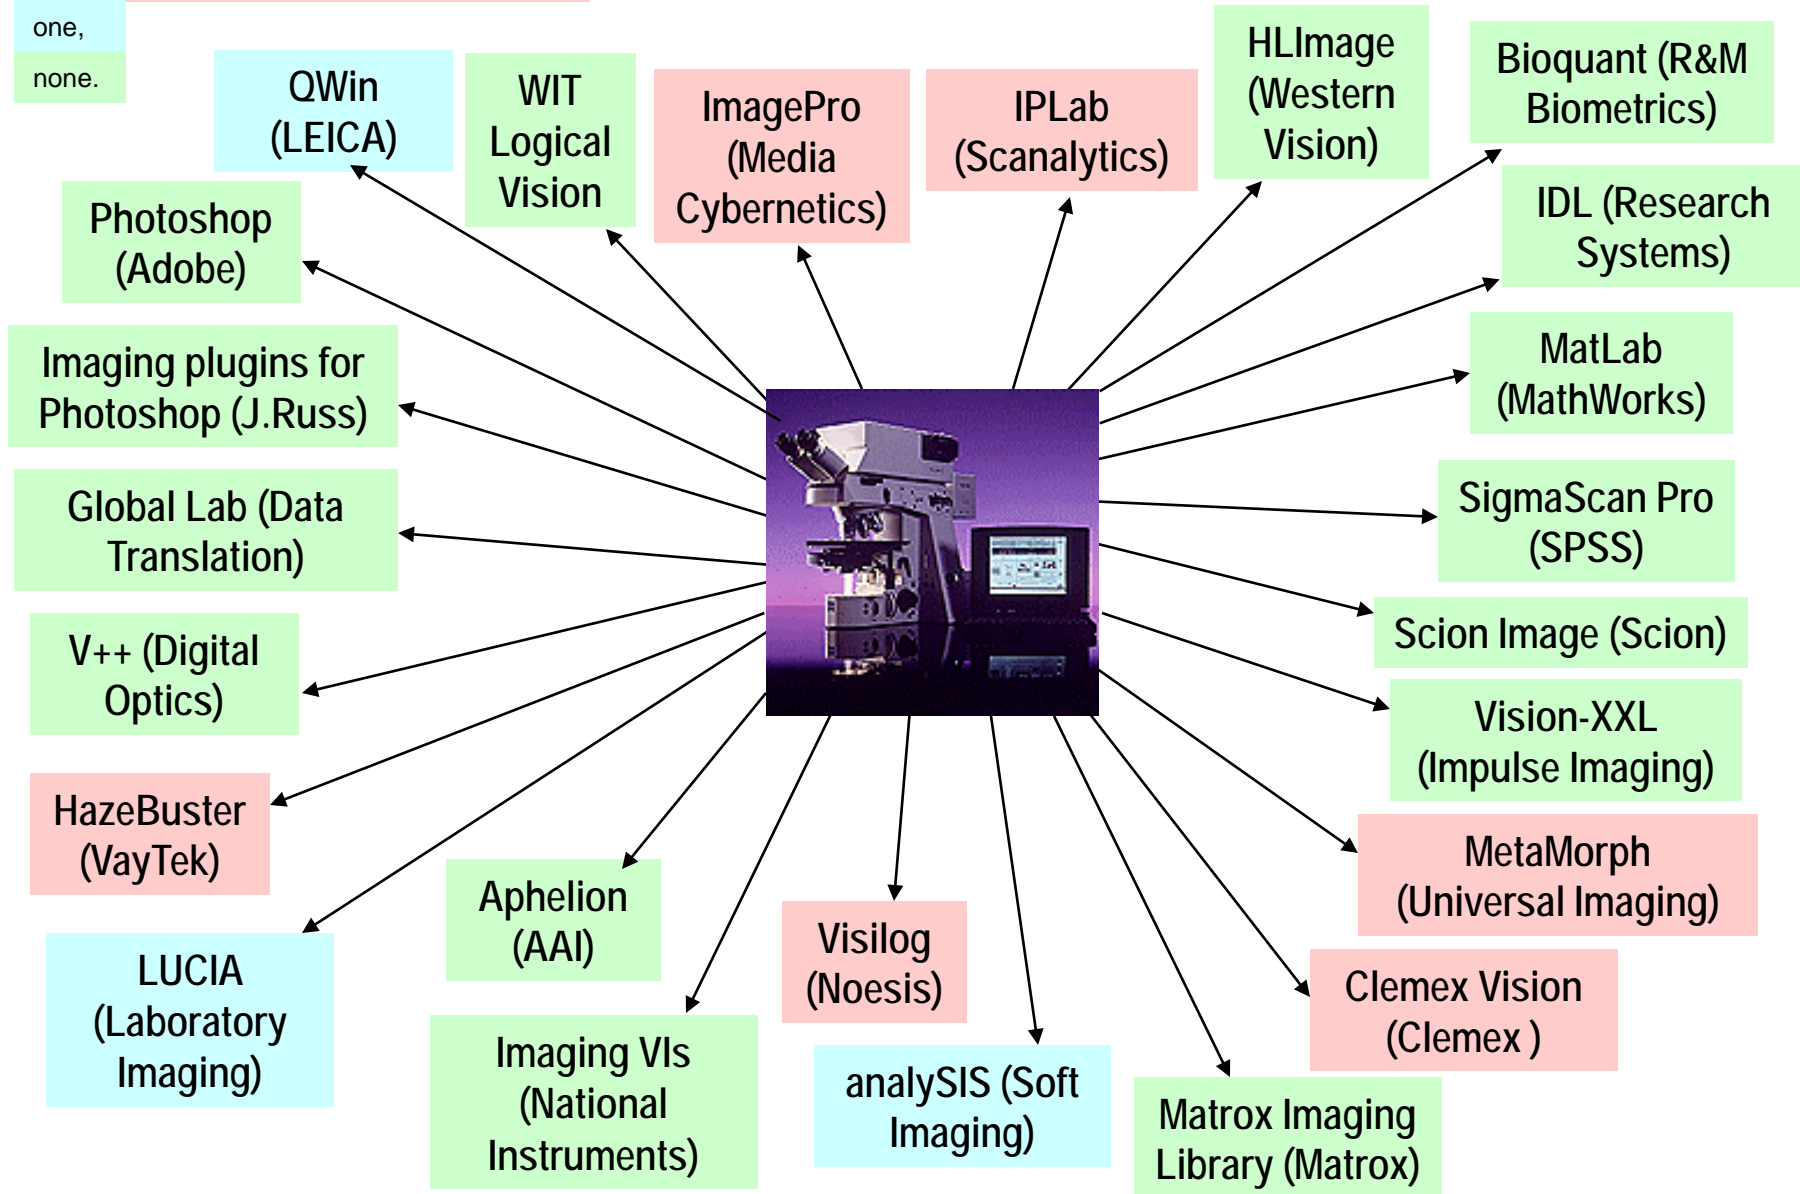 one,
none.
QWin
(LEICA)
WIT
Logical
Vision
ImagePro
(Media
Cybernetics)
IPLab
(Scanalytics)
HLImage
(Western
Vision)
Bioquant (R&M
Biometrics)
Photoshop
(Adobe)
IDL (Research
Systems)
Imaging plugins for
Photoshop (J.Russ)
MatLab
(MathWorks)
Global Lab (Data
Translation)
SigmaScan Pro
(SPSS)
V++ (Digital
Optics)
Scion Image (Scion)
Vision-XXL
(Impulse Imaging)
HazeBuster
(VayTek)
MetaMorph
(Universal Imaging)
Aphelion
(AAI)
Visilog
(Noesis)
LUCIA
(Laboratory
Imaging)
Clemex Vision
(Clemex )
Imaging VIs
(National
Instruments)
analySIS (Soft
Imaging)
Matrox Imaging
Library (Matrox)